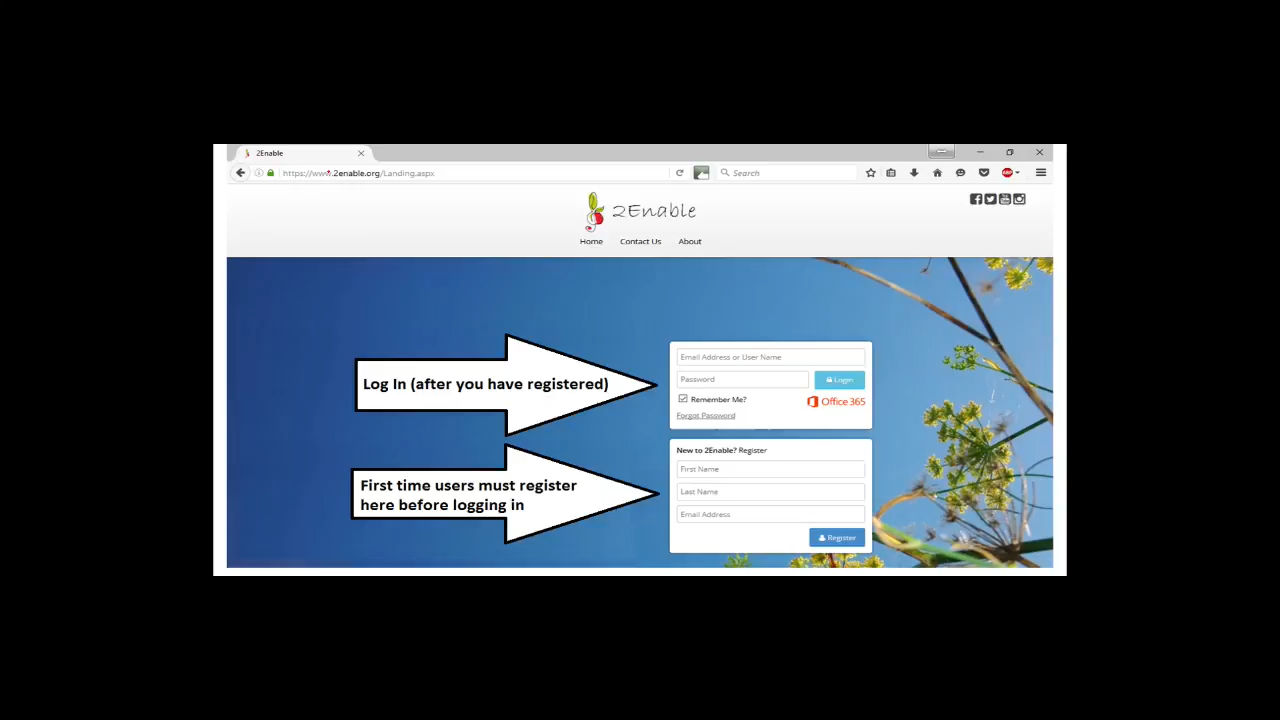 2Enable
https://www.2enable.org/Landing.aspx
Search
ABP
2Enable
Home Contact Us About
Log In (after you have registered)
Email Address or User Name
Password
Login
Remember Me?
Office 365
Forgot Password
First time users must register
here before logging in
New to 2Enable? Register
First Name
Last Name
Email Address
Register